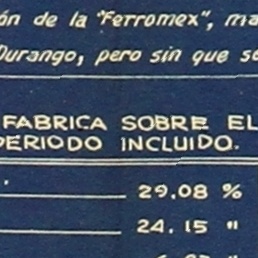 ón de la "Ferromex", ma
Durango, pero sin que se
FABRICA SOBRE EL
PERIODO INCLUIDO.
29.08 %
24.15 "